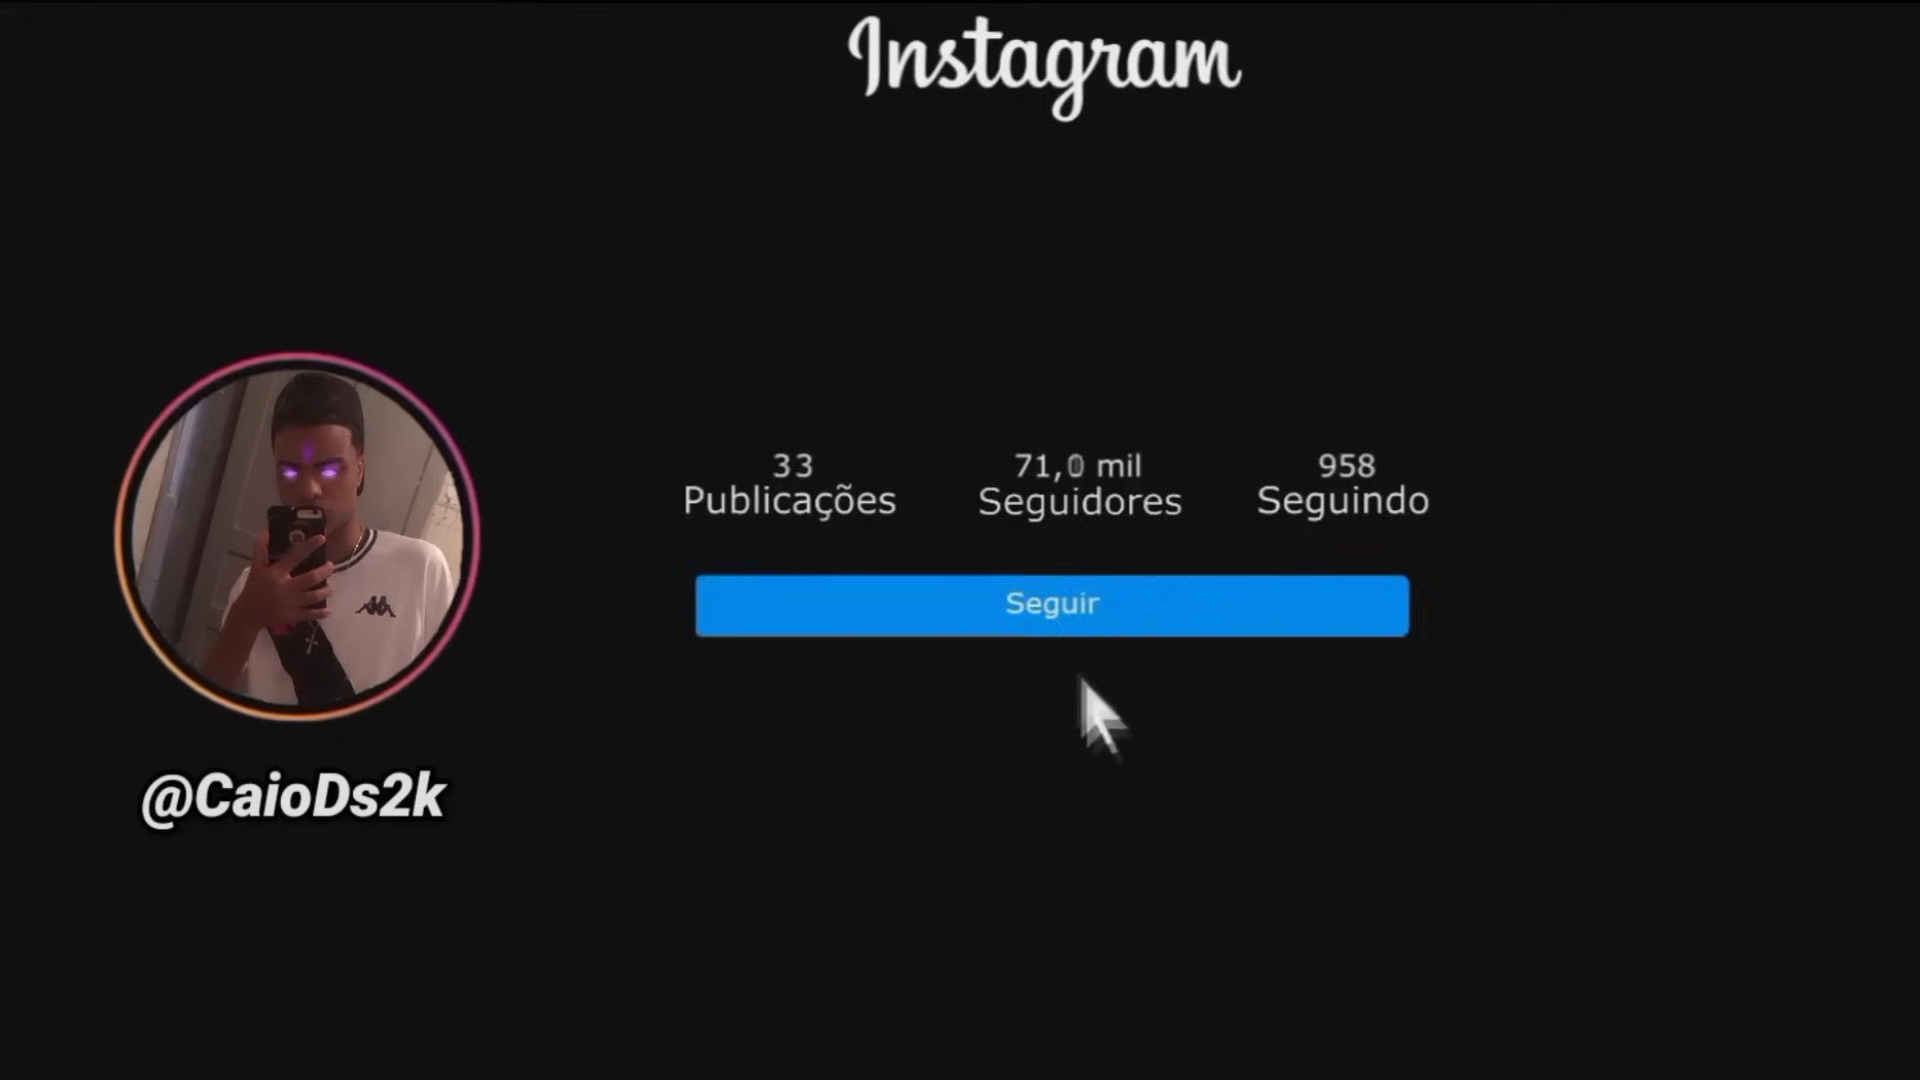 Instagram
33
71,0 mil
958
Publicações
Seguidores
Seguindo
Seguir
@CaioDs2k